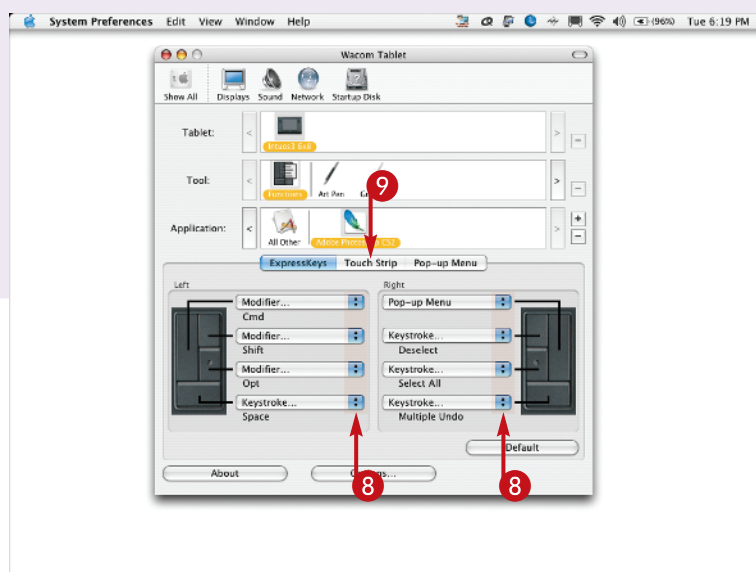 System Preferences Edit View Window Help (96%) Tue 6:19 PM
Wacom Tablet
Show All Displays Sound Network Startup Disk
Tablet:
Intuos3 6x8
Tool:
Functions Art Pen
9
Application:
All Other Adobe Photoshop CS2
ExpressKeys Touch Strip Pop-up Menu
Left Right
Modifier... Pop-up Menu
Cmd
Modifier... Keystroke...
Shift Deselect
Modifier... Keystroke...
Opt Select All
Keystroke... Keystroke...
Space Multiple Undo
Default
About
8 8